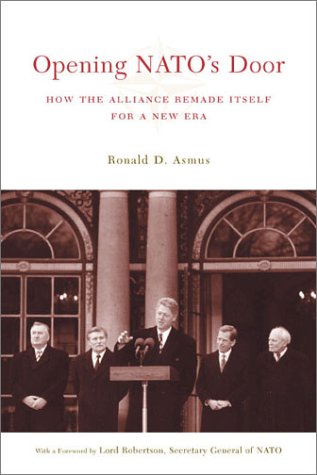 Opening NATO's Door
HOW THE ALLIANCE REMADE ITSELF
FOR A NEW ERA
Ronald D. Asmus
With a Foreword by Lord Robertson, Secretary General of NATO